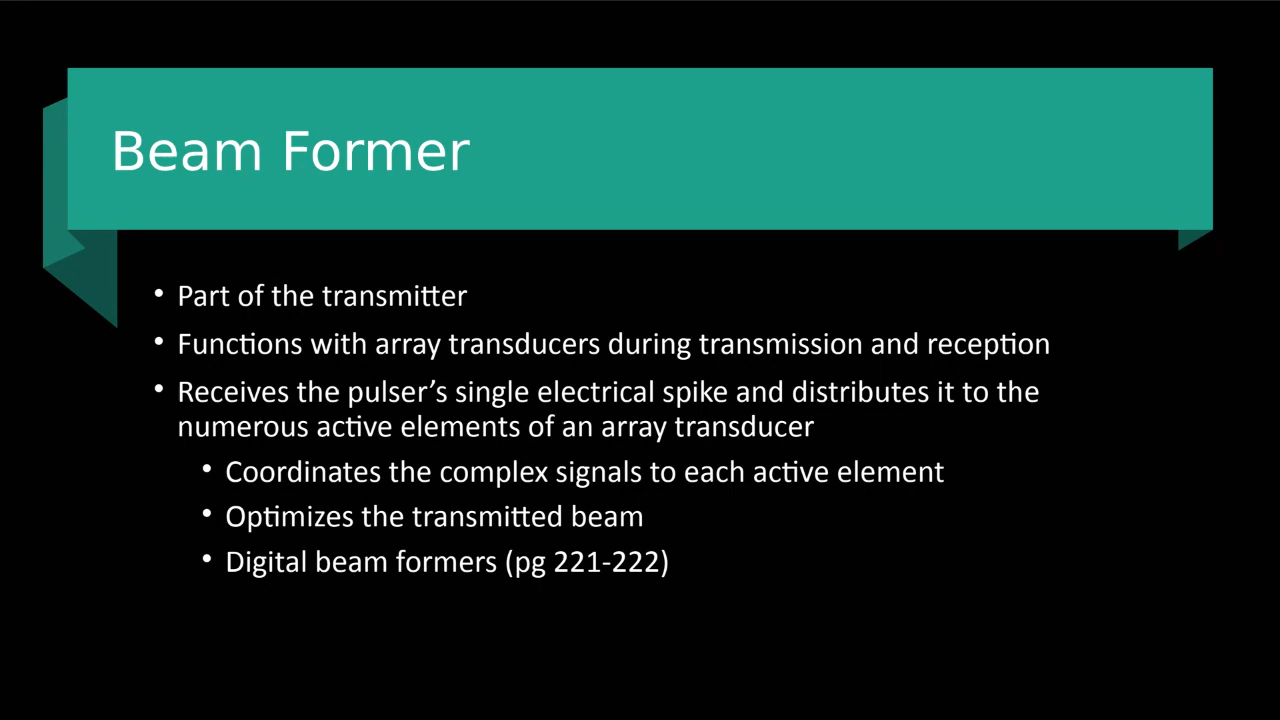 Beam Former
• Part of the transmitter
• Functions with array transducers during transmission and reception
• Receives the pulser’s single electrical spike and distributes it to the
numerous active elements of an array transducer
• Coordinates the complex signals to each active element
• Optimizes the transmitted beam
• Digital beam formers (pg 221-222)